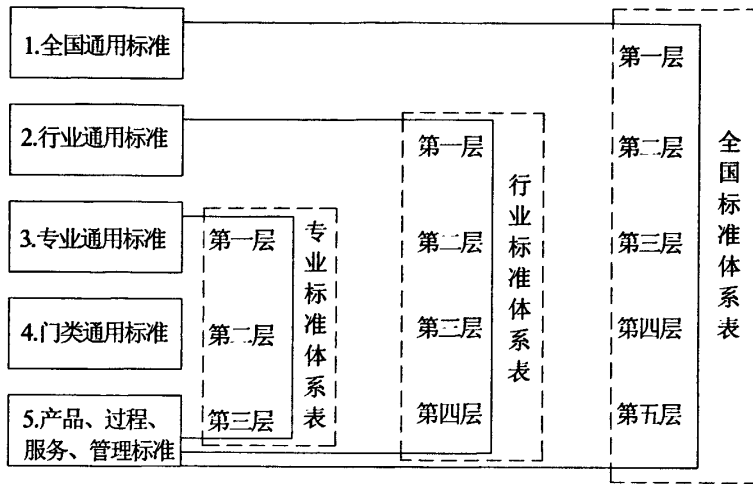 1.全国通用标准
第一层
2.行业通用标准
第一层
第二层
3.专业通用标准
第一层
第二层
第三层
4.门类通用标准
第二层
第三层
第四层
5.产品、过程、
服务、管理标准
第三层
第四层
第五层
专业标准体系表
行业标准体系表
全国标准体系表